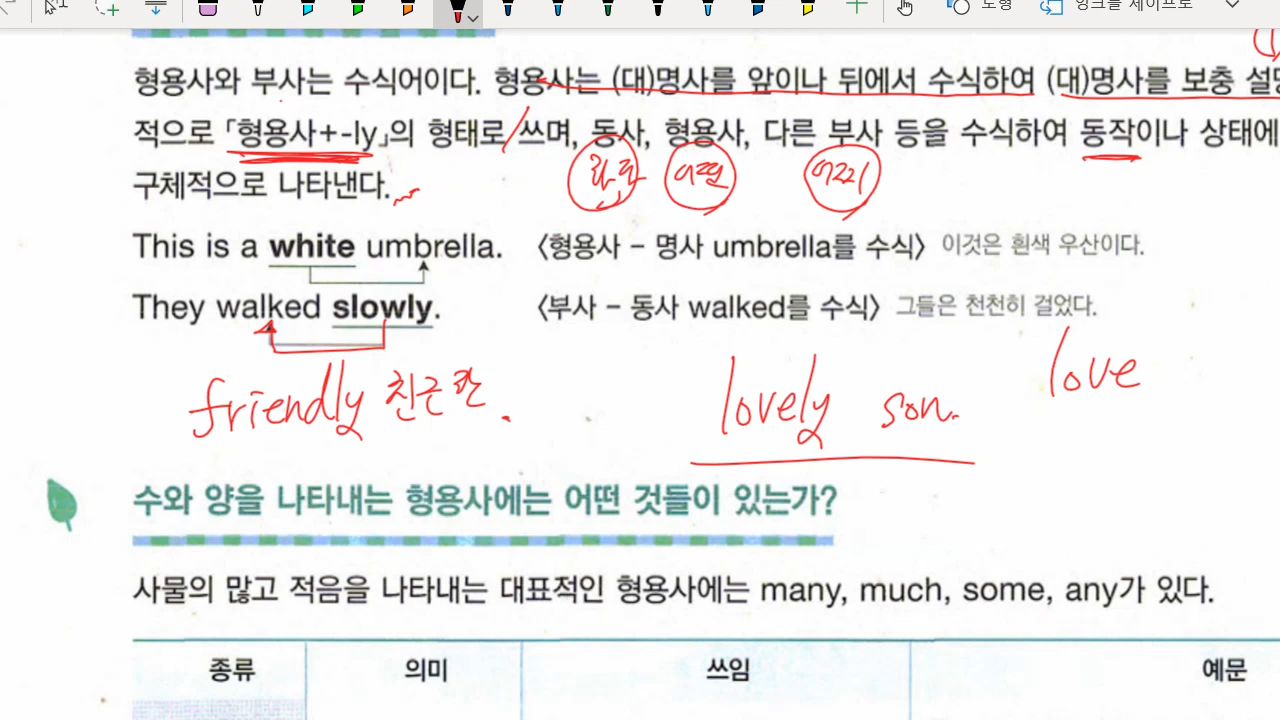 도형
잉크를 셰이프로
형용사와 부사는 수식어이다. 형용사는 (대)명사를 앞이나 뒤에서 수식하여 (대)명사를 보충 설명
적으로 「형용사+-ly」의 형태로 쓰며, 동사, 형용사, 다른 부사 등을 수식하여 동작이나 상태에
구체적으로 나타낸다.
This is a white umbrella. 〈형용사 – 명사 umbrella를 수식〉 이것은 흰색 우산이다.
They walked slowly. 〈부사 – 동사 walked를 수식〉 그들은 천천히 걸었다.
friendly 친근한. lovely son. love
수와 양을 나타내는 형용사에는 어떤 것들이 있는가?
사물의 많고 적음을 나타내는 대표적인 형용사에는 many, much, some, any가 있다.
종류 의미 쓰임 예문